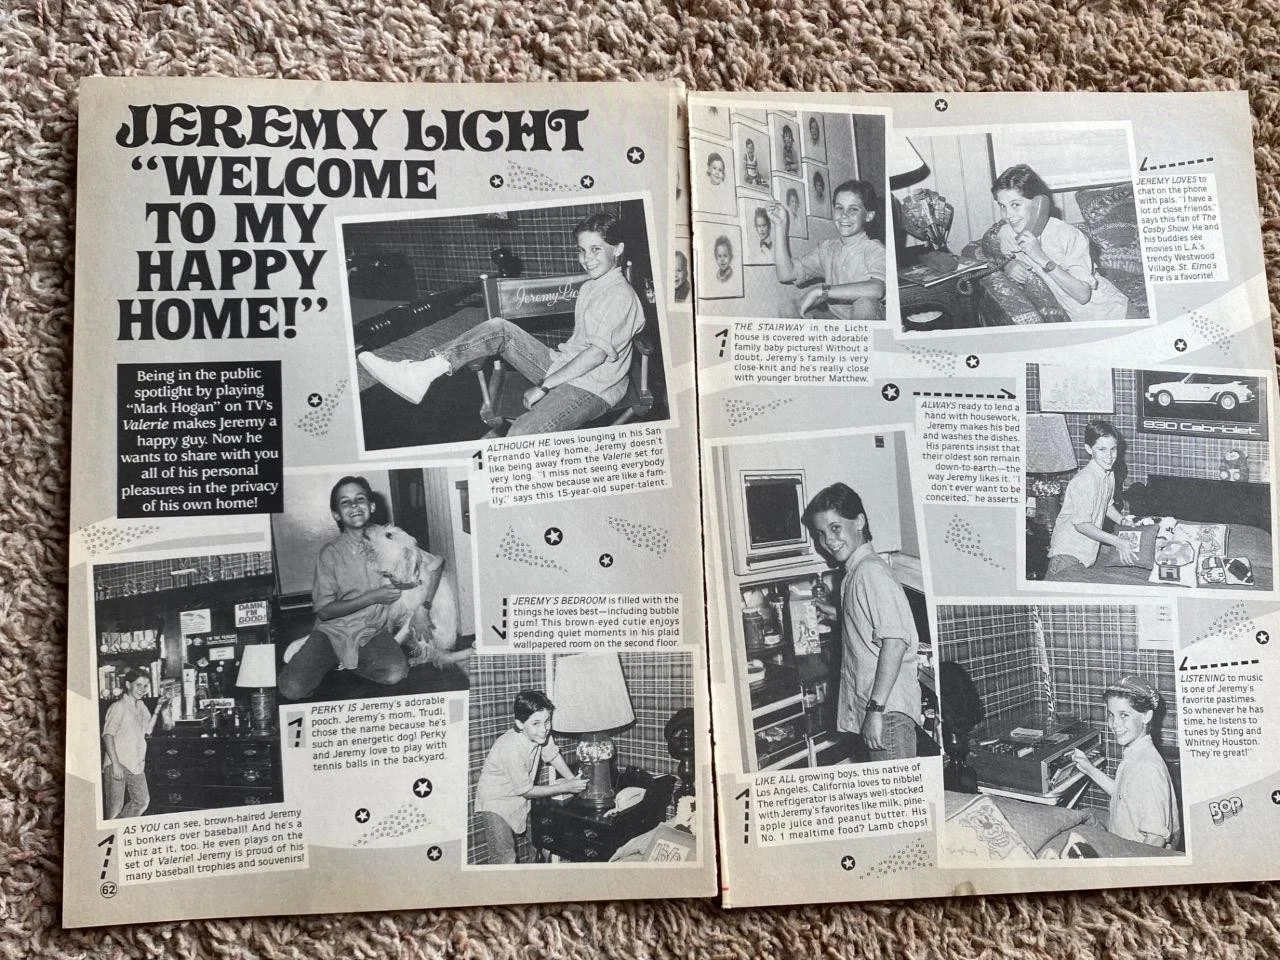 JEREMY LICHT
"WELCOME
TO MY
HAPPY
HOME!"
Being in the public
spotlight by playing
"Mark Hogan" on TV's
Valerie makes Jeremy a
happy guy. Now he
wants to share with you
all of his personal
pleasures in the privacy
of his own home!
Jeremy Lic
ALTHOUGH HE loves lounging in his San
Fernando Valley home, Jeremy doesn't
like being away from the Valerie set for
very long. "I miss not seeing everybody
from the show because we are like a fam-
ily," says this 15-year-old super-talent.
DAMN,
I'M
GOOD!
JEREMY'S BEDROOM is filled with the
things he loves best—including bubble
gum! This brown-eyed cutie enjoys
spending quiet moments in his plaid
wallpapered room on the second floor.
PERKY IS Jeremy's adorable
pooch. Jeremy's mom, Trudi,
chose the name because he's
such an energetic dog! Perky
and Jeremy love to play with
tennis balls in the backyard.
AS YOU can see, brown-haired Jeremy
is bonkers over baseball! And he's a
whiz at it, too. He even plays on the
set of Valerie! Jeremy is proud of his
many baseball trophies and souvenirs!
62
THE STAIRWAY in the Licht
house is covered with adorable
family baby pictures! Without a
doubt, Jeremy's family is very
close-knit and he's really close
with younger brother Matthew.
JEREMY LOVES to
chat on the phone
with pals. "I have a
lot of close friends,"
says this fan of The
Cosby Show. He and
his buddies see
movies in L.A.'s
trendy Westwood
Village. St. Elmo's
Fire is a favorite!
ALWAYS ready to lend a
hand with housework,
Jeremy makes his bed
and washes the dishes.
His parents insist that
their oldest son remain
down-to-earth—the
way Jeremy likes it. "I
don't ever want to be
conceited," he asserts.
930 Cabriolet
LIKE ALL growing boys, this native of
Los Angeles, California loves to nibble!
The refrigerator is always well-stocked
with Jeremy's favorites like milk, pine-
apple juice and peanut butter. His
No. 1 mealtime food? Lamb chops!
LISTENING to music
is one of Jeremy's
favorite pastimes.
So whenever he has
time, he listens to
tunes by Sting and
Whitney Houston.
"They're great!"
BOP